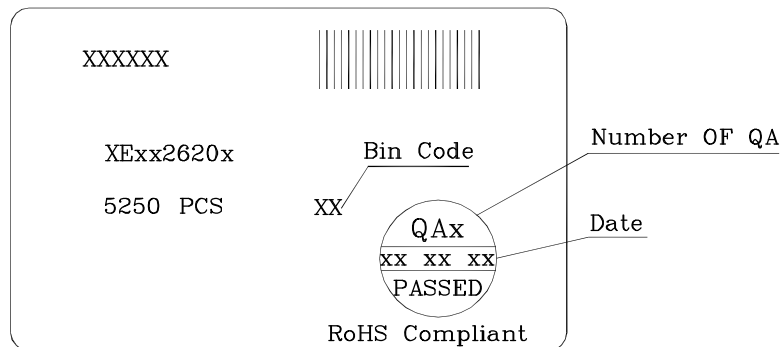 XXXXXX
XExx2620x
Bin Code
Number OF QA
5250 PCS
XX
QAx
Date
xx xx xx
PASSED
RoHS Compliant